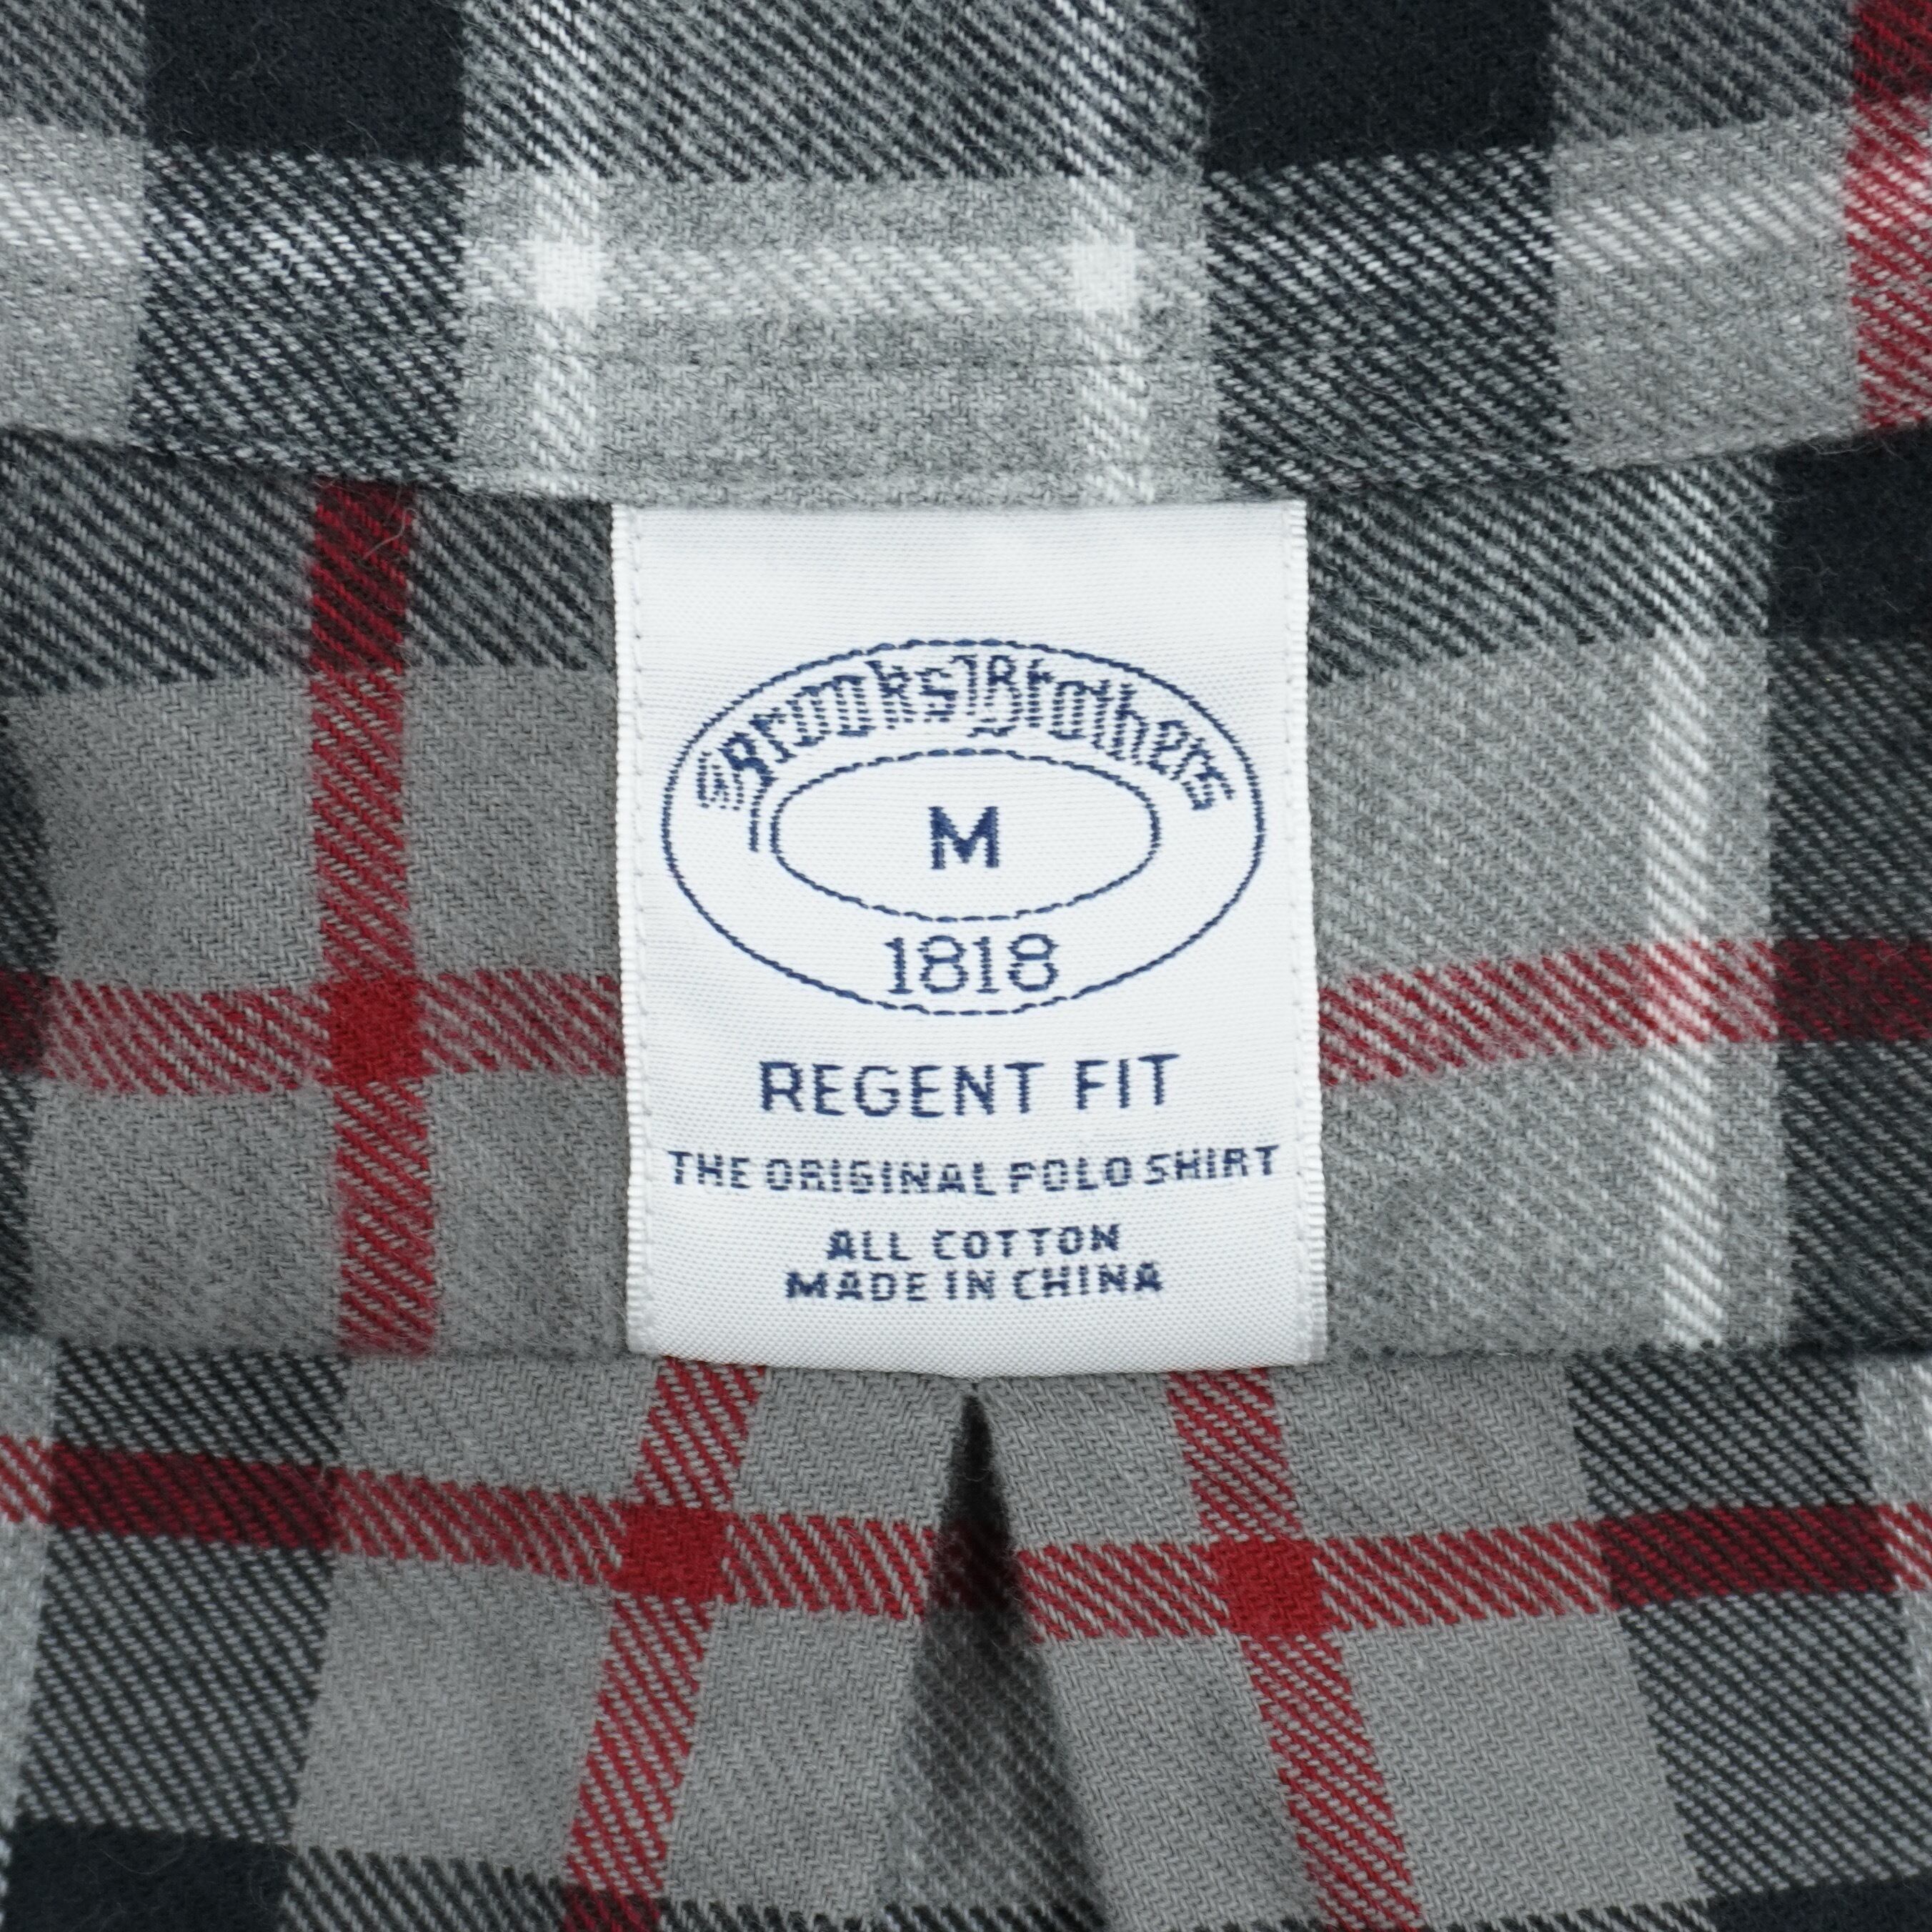 Brooks Brothers
M
1818
REGENT FIT
THE ORIGINAL POLO SHIRT
ALL COTTON
MADE IN CHINA